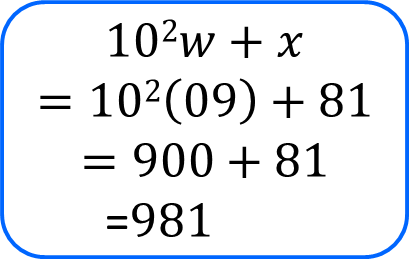 10²w + x
= 10²(09) + 81
= 900 + 81
=981